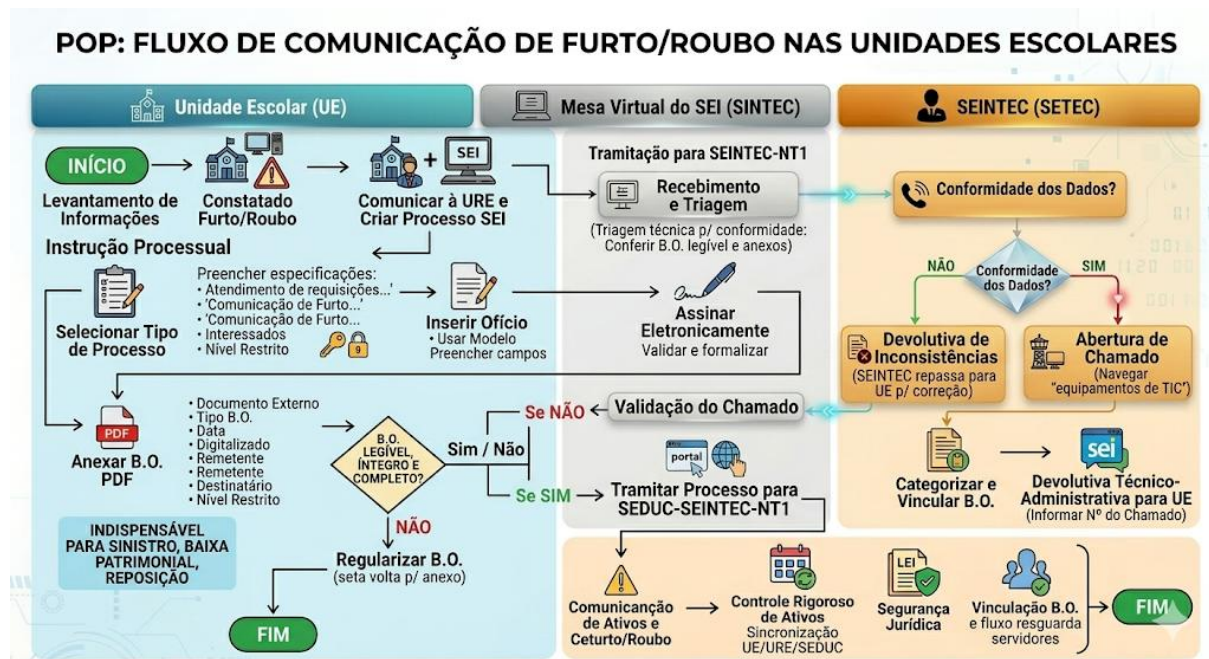 POP: FLUXO DE COMUNICAÇÃO DE FURTO/ROUBO NAS UNIDADES ESCOLARES
Unidade Escolar (UE)
INÍCIO
Levantamento de
Informações
Constatado
Furto/Roubo
SEI
Comunicar à URE e
Criar Processo SEI
Instrução Processual
Selecionar Tipo
de Processo
Preencher especificações:
• Atendimento de requisições...'
• 'Comunicação de Furto...'
• 'Comunicação de Furto...'
• Interessados
• Nível Restrito
9
Inserir Ofício
• Usar Modelo
Preencher campos
PDF
Anexar B.O.
PDF
• Documento Externo
• Tipo B.O.
• Data
• Digitalizado
• Remetente
• Remetente
• Destinatário
• Nível Restrito
B.O.
LEGÍVEL,
ÍNTEGRO E
COMPLETO?
Sim / Não
NÃO
Regularizar B.O.
(seta volta p/ anexo)
INDISPENSÁVEL
PARA SINISTRO, BAIXA
PATRIMONIAL,
REPOSIÇÃO
FIM
Mesa Virtual do SEI (SINTEC)
Tramitação para SEINTEC-NT1
Recebimento
e Triagem
(Triagem técnica p/ conformidade:
Conferir B.O. legível e anexos)
Assinar
Eletronicamente
Validar e formalizar
Se NÃO
Validação do Chamado
portal
Se SIM
Tramitar Processo para
SEDUC-SEINTEC-NT1
SEINTEC (SETEC)
Conformidade dos Dados?
NÃO
Conformidade
dos Dados?
SIM
Devolutiva de
Inconsistências
(SEINTEC repassa para
UE p/ correção)
Abertura de
Chamado
(Navegar
"equipamentos de TIC")
Categorizar e
Vincular B.O.
sei
Devolutiva Técnico-
Administrativa para UE
(Informar Nº do Chamado)
Comunicanção
de Ativos e
Ceturto/Roubo
Controle Rigoroso
de Ativos
Sincronização
UE/URE/SEDUC
LEI
Segurança
Jurídica
Vinculação B.O.
e fluxo resguarda
servidores
FIM